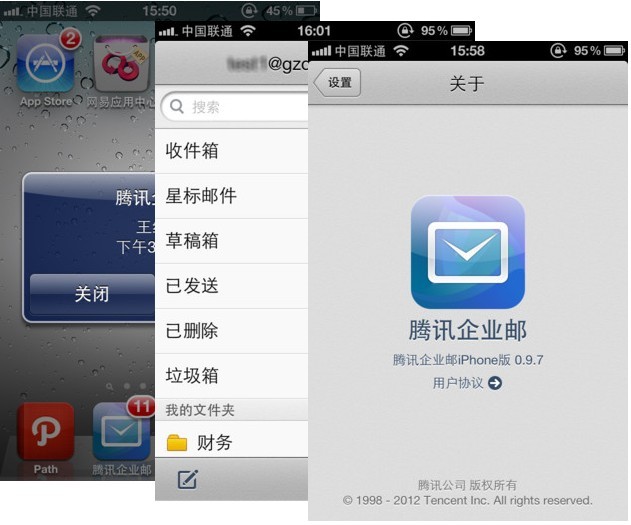 中国联通
15:50
45%
2
App Store
网易应用中心
腾讯企
下午3
关闭
11
Path
腾讯企业邮
中国联通
16:01
95%
@gzc
搜索
收件箱
星标邮件
草稿箱
已发送
已删除
垃圾箱
我的文件夹
财务
中国联通
15:58
95%
设置
关于
腾讯企业邮
腾讯企业邮iPhone版 0.9.7
用户协议
腾讯公司 版权所有
© 1998 - 2012 Tencent Inc. All rights reserved.